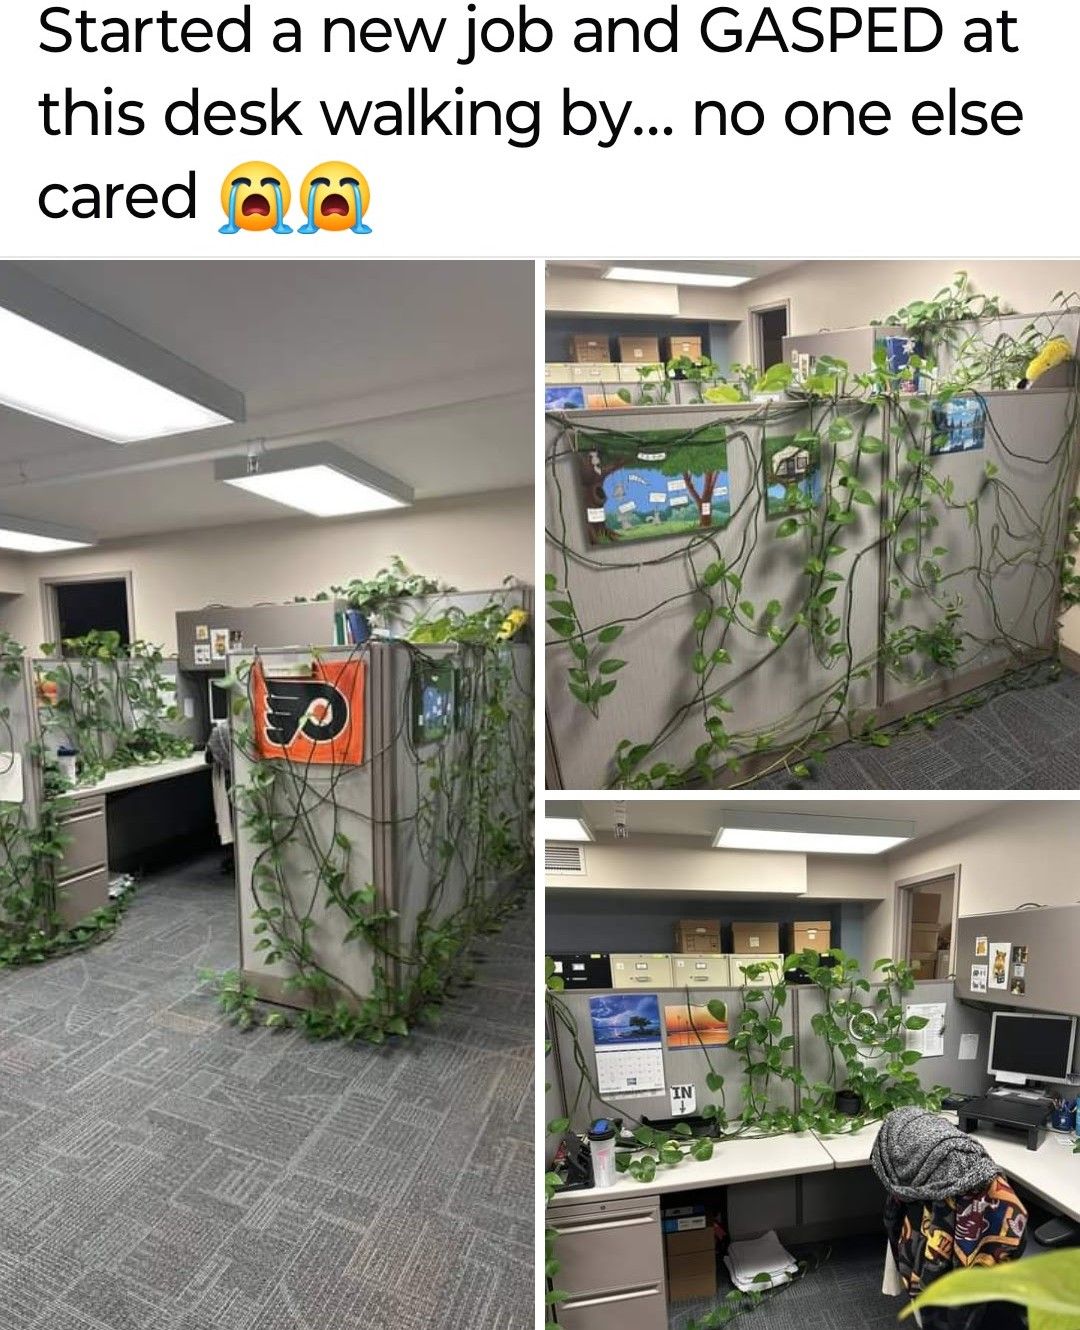 Started a new job and GASPED at
this desk walking by... no one else
cared 😭😭
IN